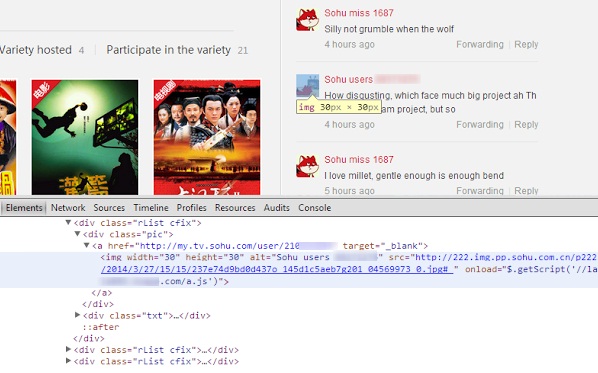 Sohu miss 1687
Silly not grumble when the wolf
4 hours ago Forwarding | Reply
Variety hosted 4 | Participate in the variety 21
Sohu users
How disgusting, which face much big project ah Th
img 30px × 30px am project, but so
4 hours ago Forwarding | Reply
电影
电视剧
Sohu miss 1687
I love millet, gentle enough is enough bend
5 hours ago Forwarding | Reply
Elements Network Sources Timeline Profiles Resources Audits Console
▼<div class="rList cfix">
▼<div class="pic">
▼<a href="http://my.tv.sohu.com/user/210 target="_blank">
<img width="30" height="30" alt="Sohu users " src="http://222.img.pp.sohu.com.cn/p222
/2014/3/27/15/15/237e74d9bd0d437o_145d1c5aeb7g201_04569973_0.jpg#_" onload="$.getScript('//la
.com/a.js')">
</a>
</div>
▶<div class="txt">…</div>
::after
</div>
▶<div class="rList cfix">…</div>
▶<div class="rList cfix">…</div>